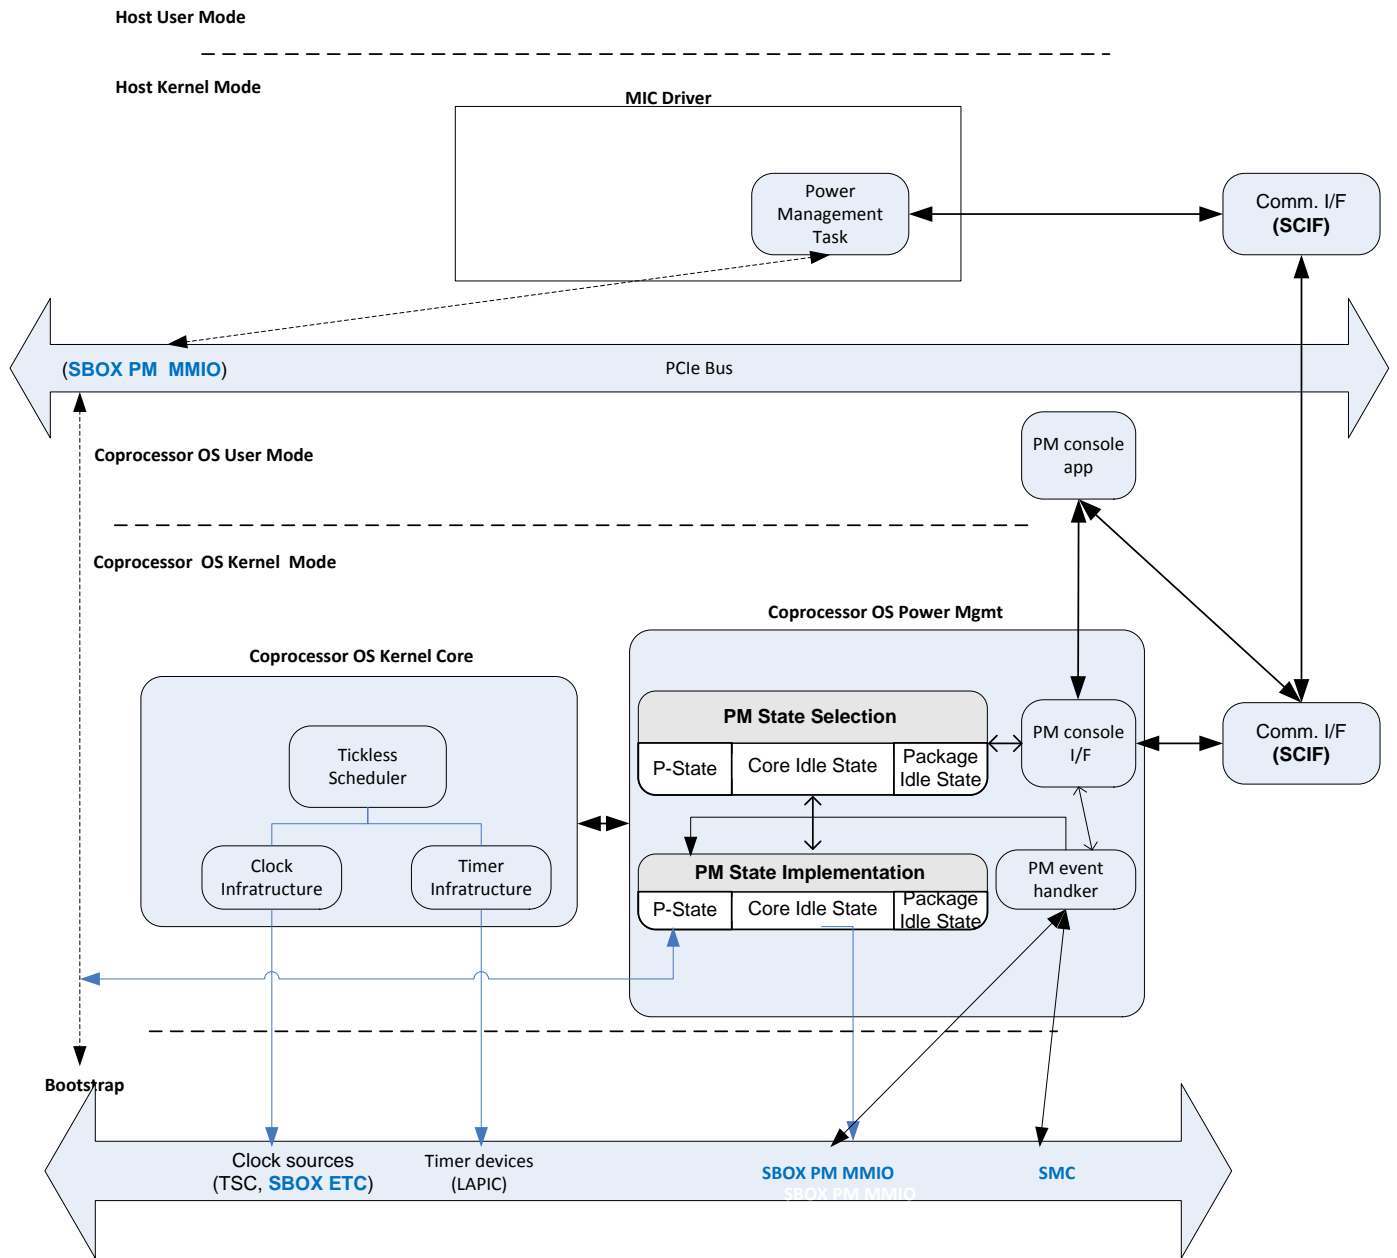 Host User Mode
Host Kernel Mode
MIC Driver
Power
Management
Task
Comm. I/F
(SCIF)
(SBOX PM  MMIO)
PCIe Bus
Coprocessor OS User Mode
PM console
app
Coprocessor  OS Kernel  Mode
Coprocessor OS Power Mgmt
Coprocessor OS Kernel Core
PM State Selection
P-State
Core Idle State
Package
Idle State
PM console
I/F
Comm. I/F
(SCIF)
Tickless
Scheduler
Clock
Infratructure
Timer
Infratructure
PM State Implementation
P-State
Core Idle State
Package
Idle State
PM event
handker
Bootstrap
Clock sources
(TSC, SBOX ETC)
Timer devices
(LAPIC)
SBOX PM MMIO
SBOX PM MMIO
SMC